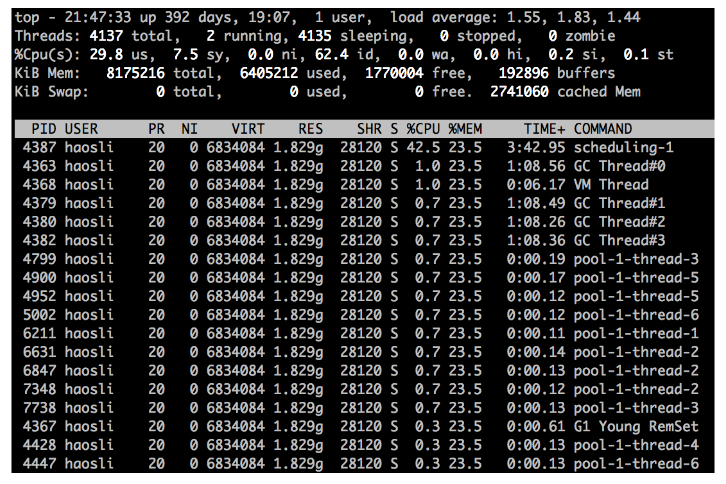 top - 21:47:33 up 392 days, 19:07,  1 user,  load average: 1.55, 1.83, 1.44
Threads: 4137 total,   2 running, 4135 sleeping,   0 stopped,   0 zombie
%Cpu(s): 29.8 us,  7.5 sy,  0.0 ni, 62.4 id,  0.0 wa,  0.0 hi,  0.2 si,  0.1 st
KiB Mem:   8175216 total,  6405212 used,  1770004 free,   192896 buffers
KiB Swap:        0 total,        0 used,        0 free.  2741060 cached Mem
PID USER      PR  NI    VIRT    RES    SHR S %CPU %MEM     TIME+ COMMAND
4387 haosli    20   0 6834084 1.829g  28120 S 42.5 23.5   3:42.95 scheduling-1
4363 haosli    20   0 6834084 1.829g  28120 S  1.0 23.5   1:08.56 GC Thread#0
4368 haosli    20   0 6834084 1.829g  28120 S  1.0 23.5   0:06.17 VM Thread
4379 haosli    20   0 6834084 1.829g  28120 S  0.7 23.5   1:08.49 GC Thread#1
4380 haosli    20   0 6834084 1.829g  28120 S  0.7 23.5   1:08.26 GC Thread#2
4382 haosli    20   0 6834084 1.829g  28120 S  0.7 23.5   1:08.36 GC Thread#3
4799 haosli    20   0 6834084 1.829g  28120 S  0.7 23.5   0:00.19 pool-1-thread-3
4900 haosli    20   0 6834084 1.829g  28120 S  0.7 23.5   0:00.17 pool-1-thread-5
4952 haosli    20   0 6834084 1.829g  28120 S  0.7 23.5   0:00.12 pool-1-thread-5
5002 haosli    20   0 6834084 1.829g  28120 S  0.7 23.5   0:00.12 pool-1-thread-6
6211 haosli    20   0 6834084 1.829g  28120 S  0.7 23.5   0:00.11 pool-1-thread-1
6631 haosli    20   0 6834084 1.829g  28120 S  0.7 23.5   0:00.14 pool-1-thread-2
6847 haosli    20   0 6834084 1.829g  28120 S  0.7 23.5   0:00.13 pool-1-thread-2
7348 haosli    20   0 6834084 1.829g  28120 S  0.7 23.5   0:00.12 pool-1-thread-2
7738 haosli    20   0 6834084 1.829g  28120 S  0.7 23.5   0:00.13 pool-1-thread-3
4367 haosli    20   0 6834084 1.829g  28120 S  0.3 23.5   0:00.61 G1 Young RemSet
4428 haosli    20   0 6834084 1.829g  28120 S  0.3 23.5   0:00.13 pool-1-thread-4
4447 haosli    20   0 6834084 1.829g  28120 S  0.3 23.5   0:00.13 pool-1-thread-6